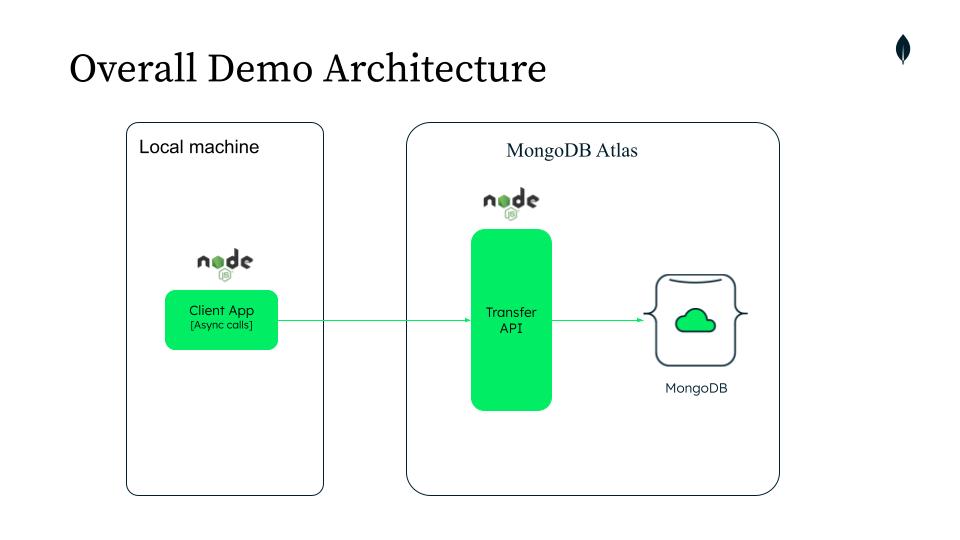 Overall Demo Architecture
Local machine
node
JS
Client App
[Async calls]
MongoDB Atlas
node
JS
Transfer
API
MongoDB